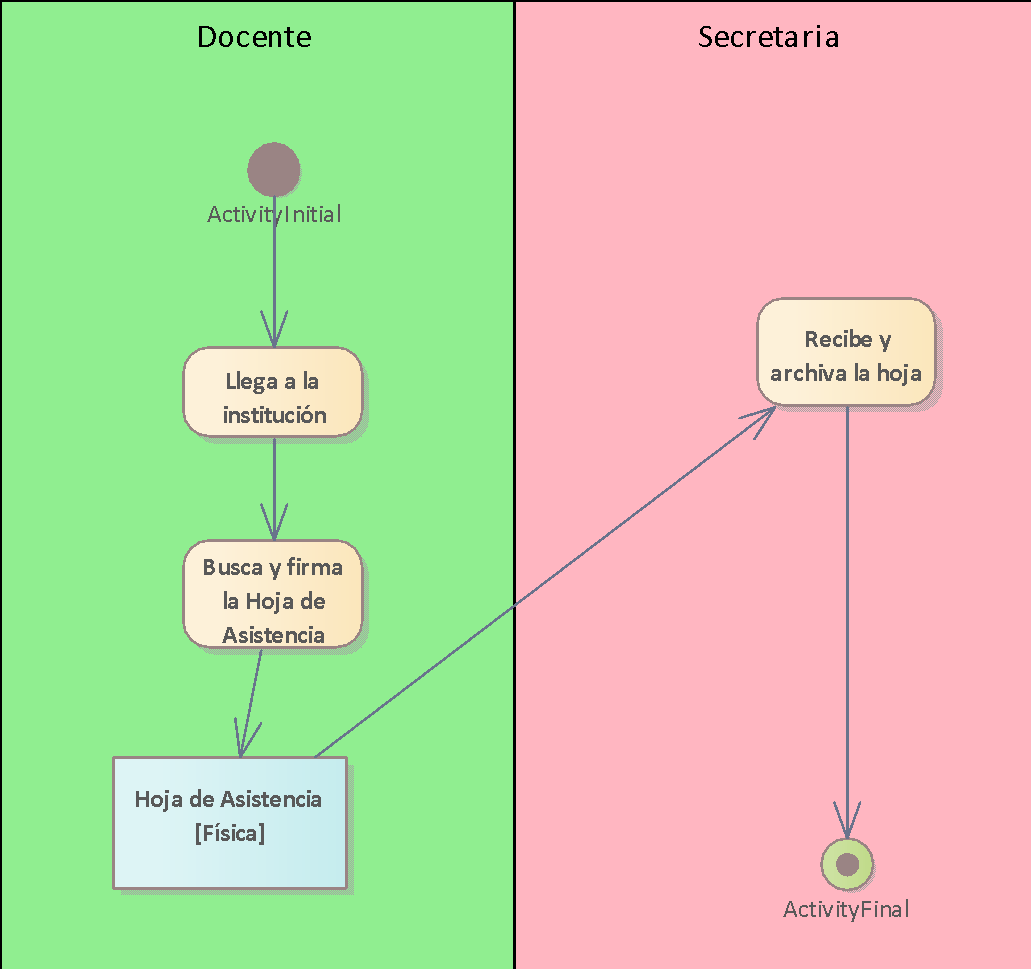 Docente
Secretaria
ActivityInitial
Llega a la
institución
Busca y firma
la Hoja de
Asistencia
Hoja de Asistencia
[Física]
Recibe y
archiva la hoja
ActivityFinal